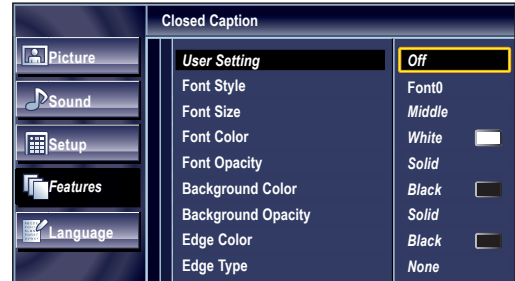 Closed Caption
Picture
Sound
Setup
Features
Language
User Setting Off
Font Style Font0
Font Size Middle
Font Color White
Font Opacity Solid
Background Color Black
Background Opacity Solid
Edge Color Black
Edge Type None